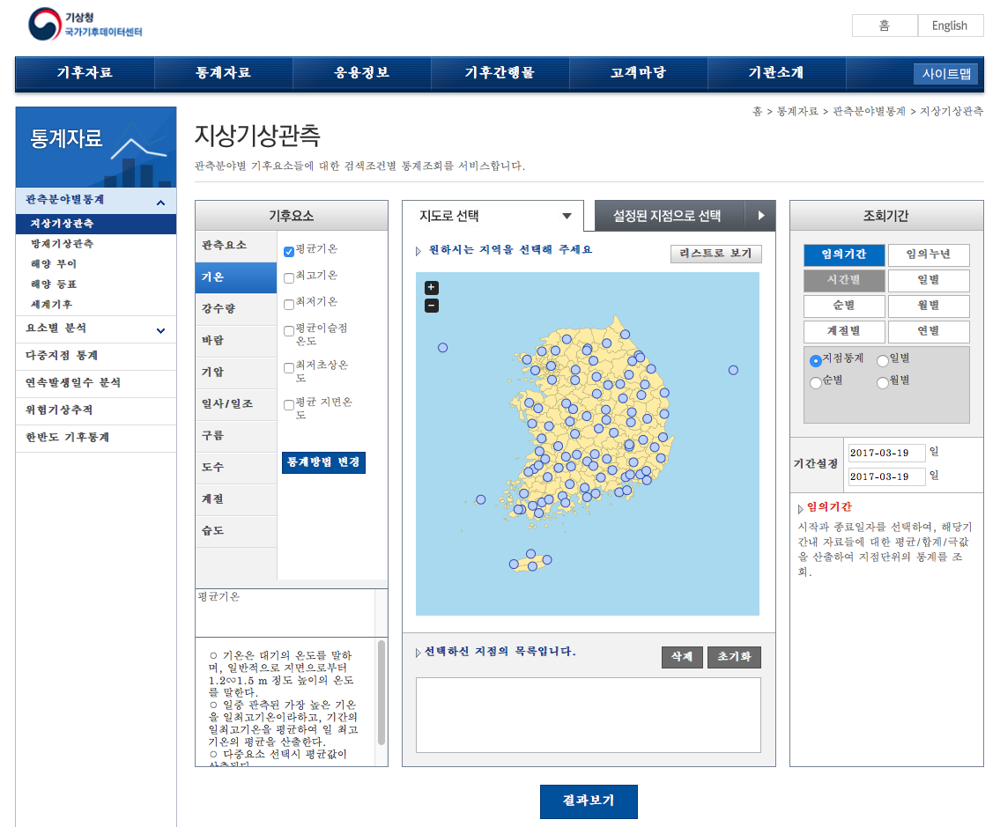 기상청
국가기후데이터센터
홈
English
기후자료
통계자료
응용정보
기후간행물
고객마당
기관소개
사이트맵
홈 > 통계자료 > 관측분야별통계 > 지상기상관측
통계자료
관측분야별통계
지상기상관측
방재기상관측
해양 부이
해양 등표
세계기후
요소별 분석
다중지점 통계
연속발생일수 분석
위험기상추적
한반도 기후통계
지상기상관측
관측분야별 기후요소들에 대한 검색조건별 통계조회를 서비스합니다.
기후요소
관측요소
기온
강수량
바람
기압
일사/일조
구름
도수
계절
습도
평균기온
최고기온
최저기온
평균이슬점
온도
최저초상온
도
평균 지면온
도
통계방법 변경
평균기온
○ 기온은 대기의 온도를 말하
며, 일반적으로 지면으로부터
1.2∽1.5 m 정도 높이의 온도
를 말한다.
○ 일중 관측된 가장 높은 기온
을 일최고기온이라하고, 기간의
일최고기온을 평균하여 일 최고
기온의 평균을 산출한다.
○ 다중요소 선택시 평균값이
산출된다
지도로 선택
설정된 지점으로 선택
원하시는 지역을 선택해 주세요
리스트로 보기
+
−
선택하신 지점의 목록입니다.
삭제
초기화
조회기간
임의기간
임의누년
시간별
일별
순별
월별
계절별
연별
지점통계
일별
순별
월별
기간설정
2017-03-19 일
2017-03-19 일
임의기간
시작과 종료일자를 선택하여, 해당기
간내 자료들에 대한 평균/합계/극값
을 산출하여 지점단위의 통계를 조
회.
결과보기